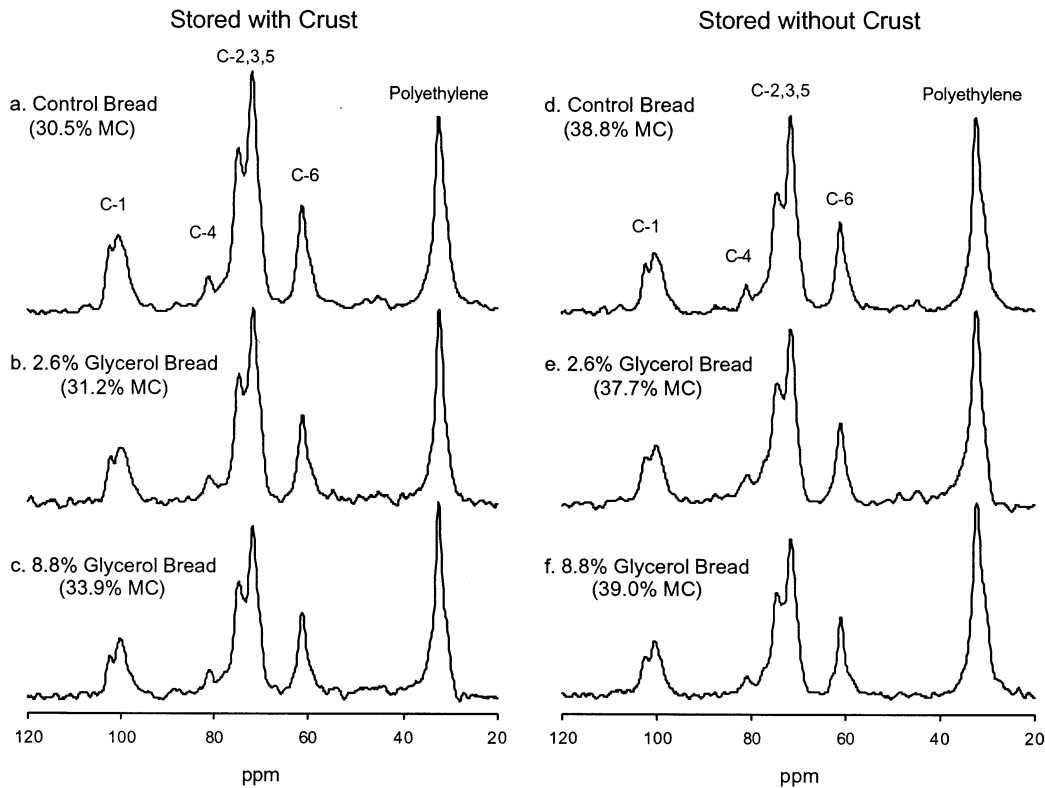 Stored with Crust
C-2,3,5
a. Control Bread
(30.5% MC)
Polyethylene
C-6
C-1
C-4
b. 2.6% Glycerol Bread
(31.2% MC)
c. 8.8% Glycerol Bread
(33.9% MC)
120 100 80 60 40 20
ppm
Stored without Crust
C-2,3,5
d. Control Bread
(38.8% MC)
Polyethylene
C-6
C-1
C-4
e. 2.6% Glycerol Bread
(37.7% MC)
f. 8.8% Glycerol Bread
(39.0% MC)
120 100 80 60 40 20
ppm